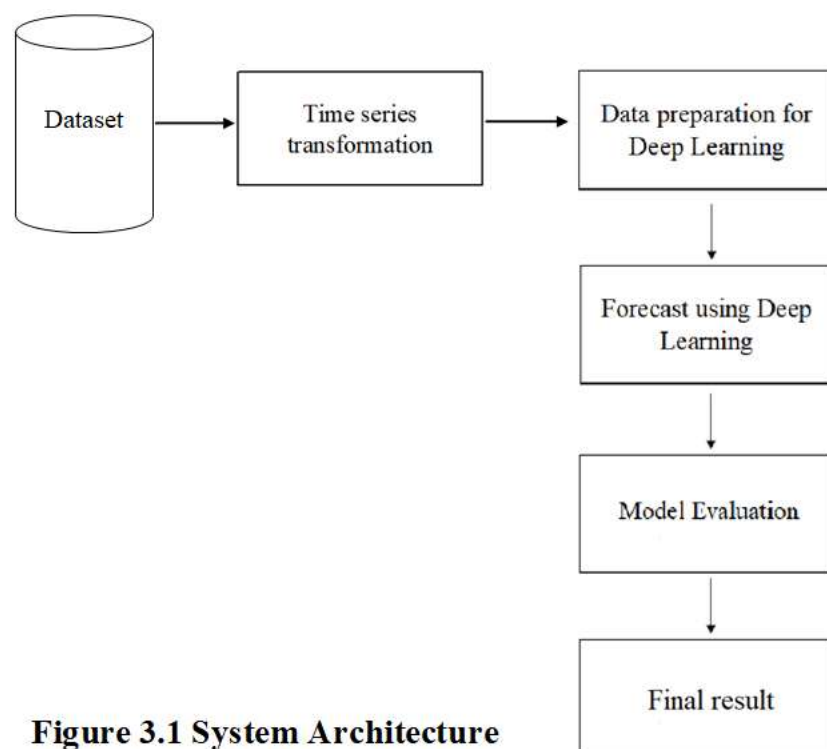 Dataset
Time series
transformation
Data preparation for
Deep Learning
Forecast using Deep
Learning
Model Evaluation
Final result
Figure 3.1 System Architecture